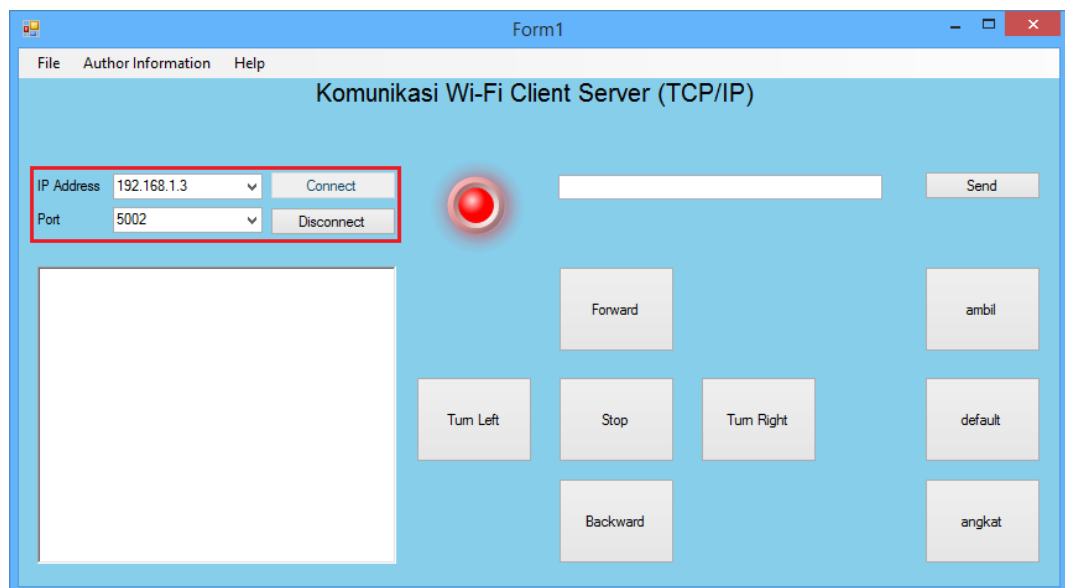 Form1
File Author Information Help
Komunikasi Wi-Fi Client Server (TCP/IP)
IP Address 192.168.1.3 Connect
Send
Port 5002 Disconnect
Forward
ambil
Turn Left Stop Turn Right default
Backward
angkat